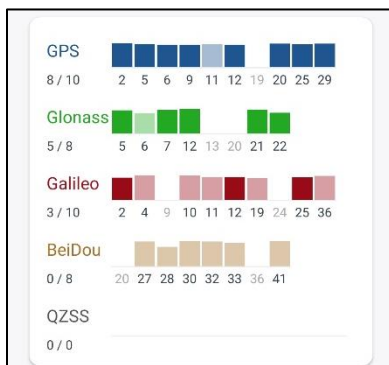 GPS
8 / 10 2 5 6 9 11 12 19 20 25 29
Glonass
5 / 8 5 6 7 12 13 20 21 22
Galileo
3 / 10 2 4 9 10 11 12 19 24 25 36
BeiDou
0 / 8 20 27 28 30 32 33 36 41
QZSS
0 / 0